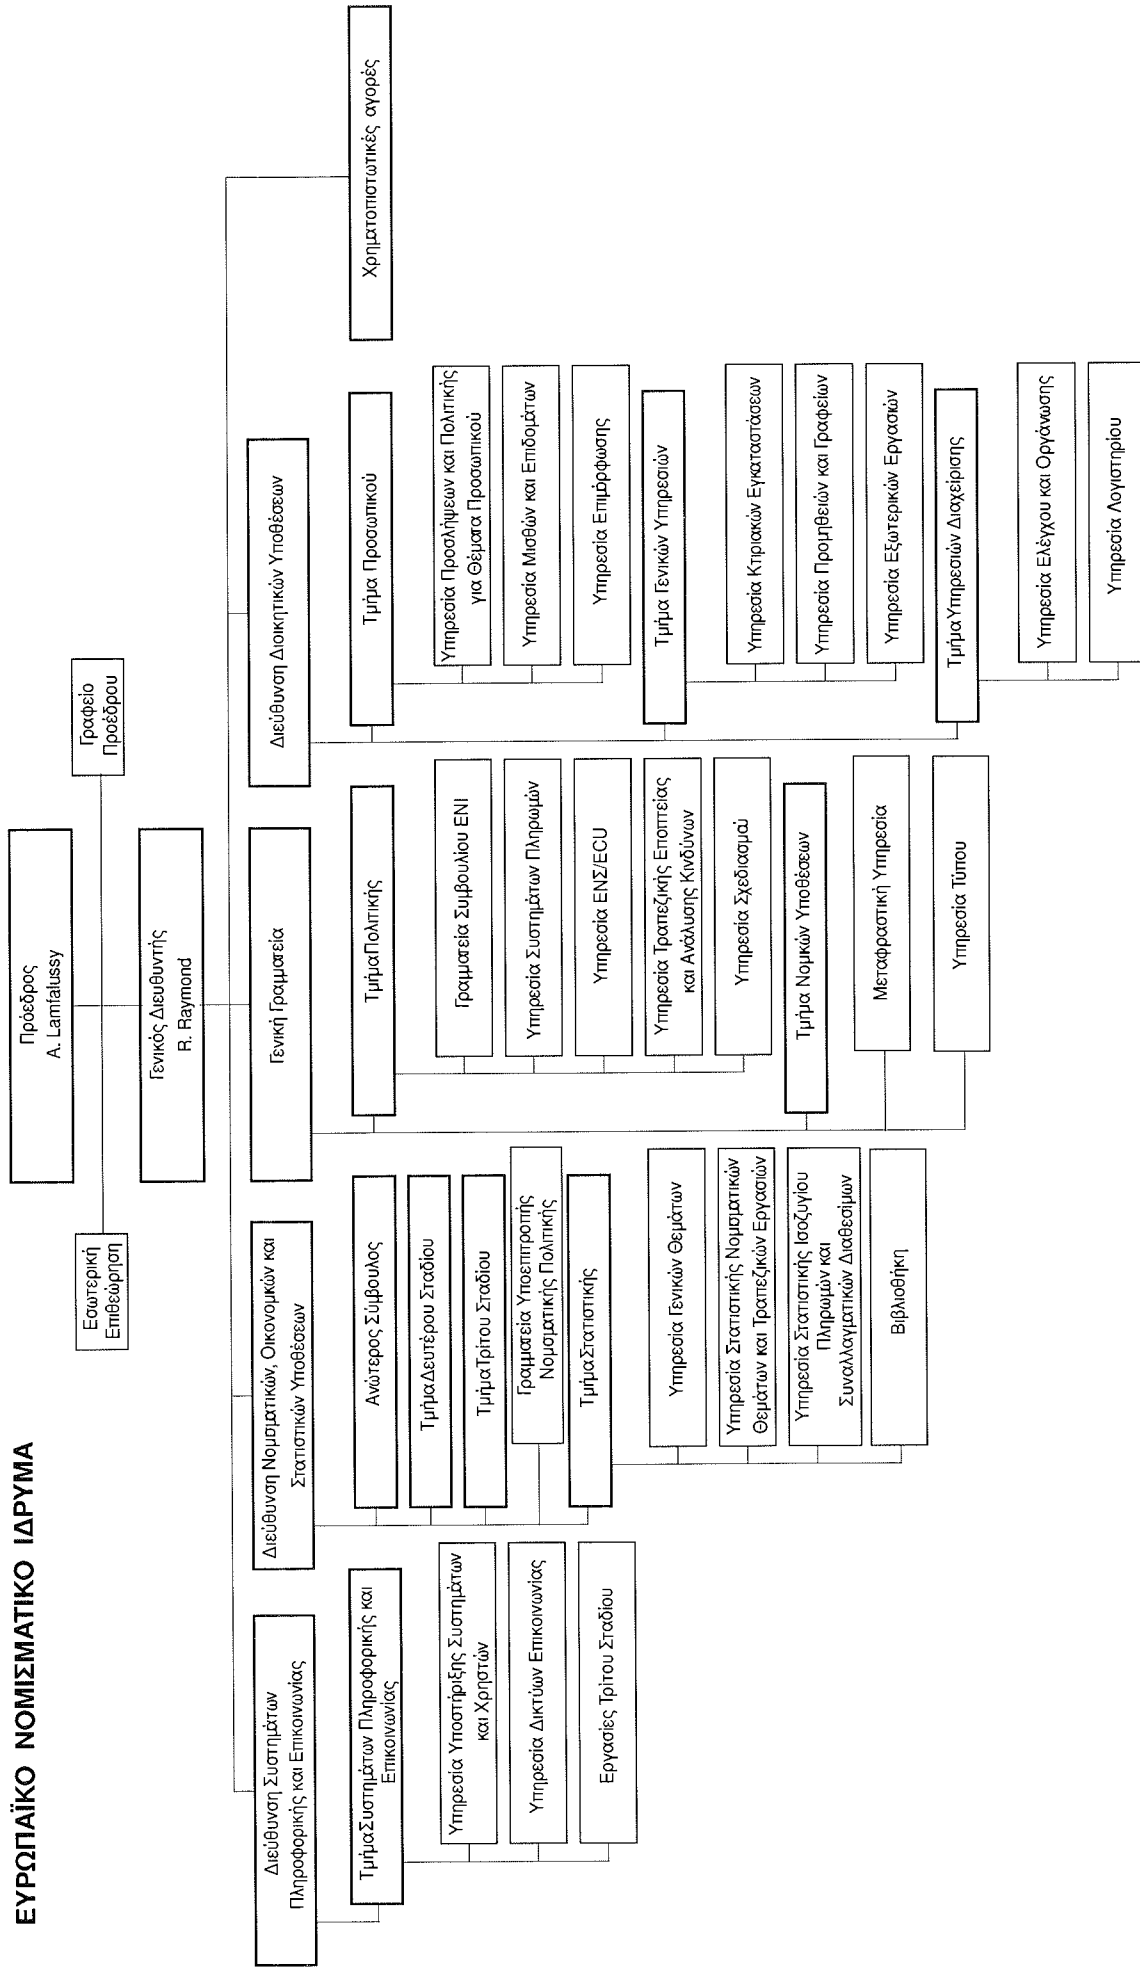 ΕΥΡΩΠΑΪΚΟ ΝΟΜΙΣΜΑΤΙΚΟ ΙΔΡΥΜΑ
Πρόεδρος
A. Lamfalussy
Εσωτερική
Επιθεώρηση
Γραφείο
Προέδρου
Γενικός Διευθυντής
R. Raymond
Διεύθυνση Συστημάτων
Πληροφορικής και Επικοινωνίας
Τμήμα Συστημάτων Πληροφορικής και
Επικοινωνίας
Υπηρεσία Υποστήριξης Συστημάτων
και Χρηστών
Υπηρεσία Δικτύων Επικοινωνίας
Εργασίες Τρίτου Σταδίου
Διεύθυνση Νομισματικών, Οικονομικών και
Στατιστικών Υποθέσεων
Ανώτερος Σύμβουλος
Τμήμα Δευτέρου Σταδίου
Τμήμα Τρίτου Σταδίου
Γραμματεία Υποεπιτροπής
Νομισματικής Πολιτικής
Τμήμα Στατιστικής
Υπηρεσία Γενικών Θεμάτων
Υπηρεσία Στατιστικής Νομισματικών
Θεμάτων και Τραπεζικών Εργασιών
Υπηρεσία Στατιστικής Ισοζυγίου
Πληρωμών και
Συναλλαγματικών Διαθεσίμων
Βιβλιοθήκη
Γενική Γραμματεία
Τμήμα Πολιτικής
Γραμματεία Συμβουλίου ΕΝΙ
Υπηρεσία Συστημάτων Πληρωμών
Υπηρεσία ΕΝΣ/ECU
Υπηρεσία Τραπεζικής Εποπτείας
και Ανάλυσης Κινδύνων
Υπηρεσία Σχεδιασμού
Τμήμα Νομικών Υποθέσεων
Μεταφραστική Υπηρεσία
Υπηρεσία Τύπου
Διεύθυνση Διοικητικών Υποθέσεων
Τμήμα Προσωπικού
Υπηρεσία Προσλήψεων και Πολιτικής
για Θέματα Προσωπικού
Υπηρεσία Μισθών και Επιδομάτων
Υπηρεσία Επιμόρφωσης
Τμήμα Γενικών Υπηρεσιών
Υπηρεσία Κτιριακών Εγκαταστάσεων
Υπηρεσία Προμηθειών και Γραφείων
Υπηρεσία Εξωτερικών Εργασιών
Τμήμα Υπηρεσιών Διαχείρισης
Υπηρεσία Ελέγχου και Οργάνωσης
Υπηρεσία Λογιστηρίου
Χρηματοπιστωτικές αγορές